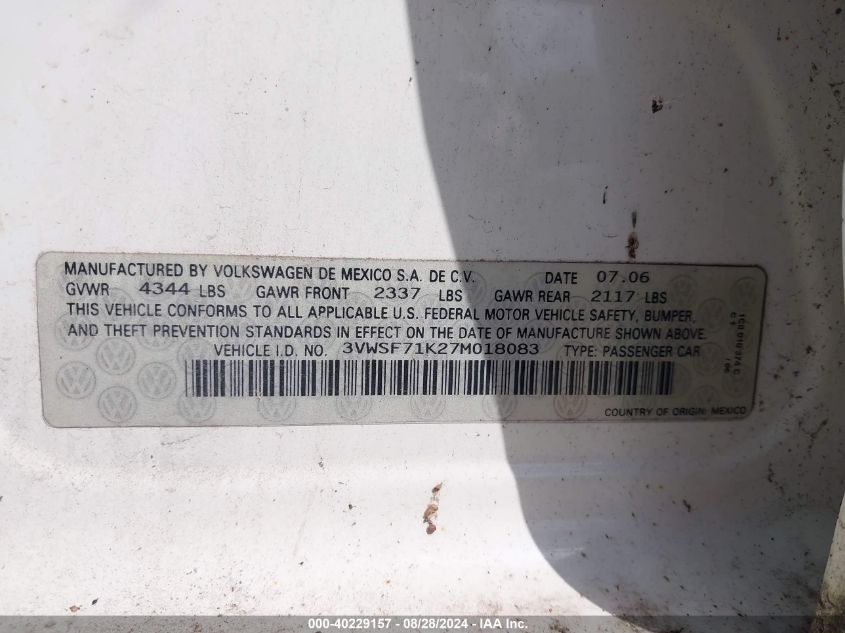 MANUFACTURED BY VOLKSWAGEN DE MEXICO S.A. DE C.V. DATE 07.06
GVWR 4344 LBS GAWR FRONT 2337 LBS GAWR REAR 2117 LBS
THIS VEHICLE CONFORMS TO ALL APPLICABLE U.S. FEDERAL MOTOR VEHICLE SAFETY, BUMPER,
AND THEFT PREVENTION STANDARDS IN EFFECT ON THE DATE OF MANUFACTURE SHOWN ABOVE.
VEHICLE I.D. NO. 3VWSF71K27M018083 TYPE: PASSENGER CAR
COUNTRY OF ORIGIN: MEXICO
000-40229157 - 08/28/2024 - IAA Inc.